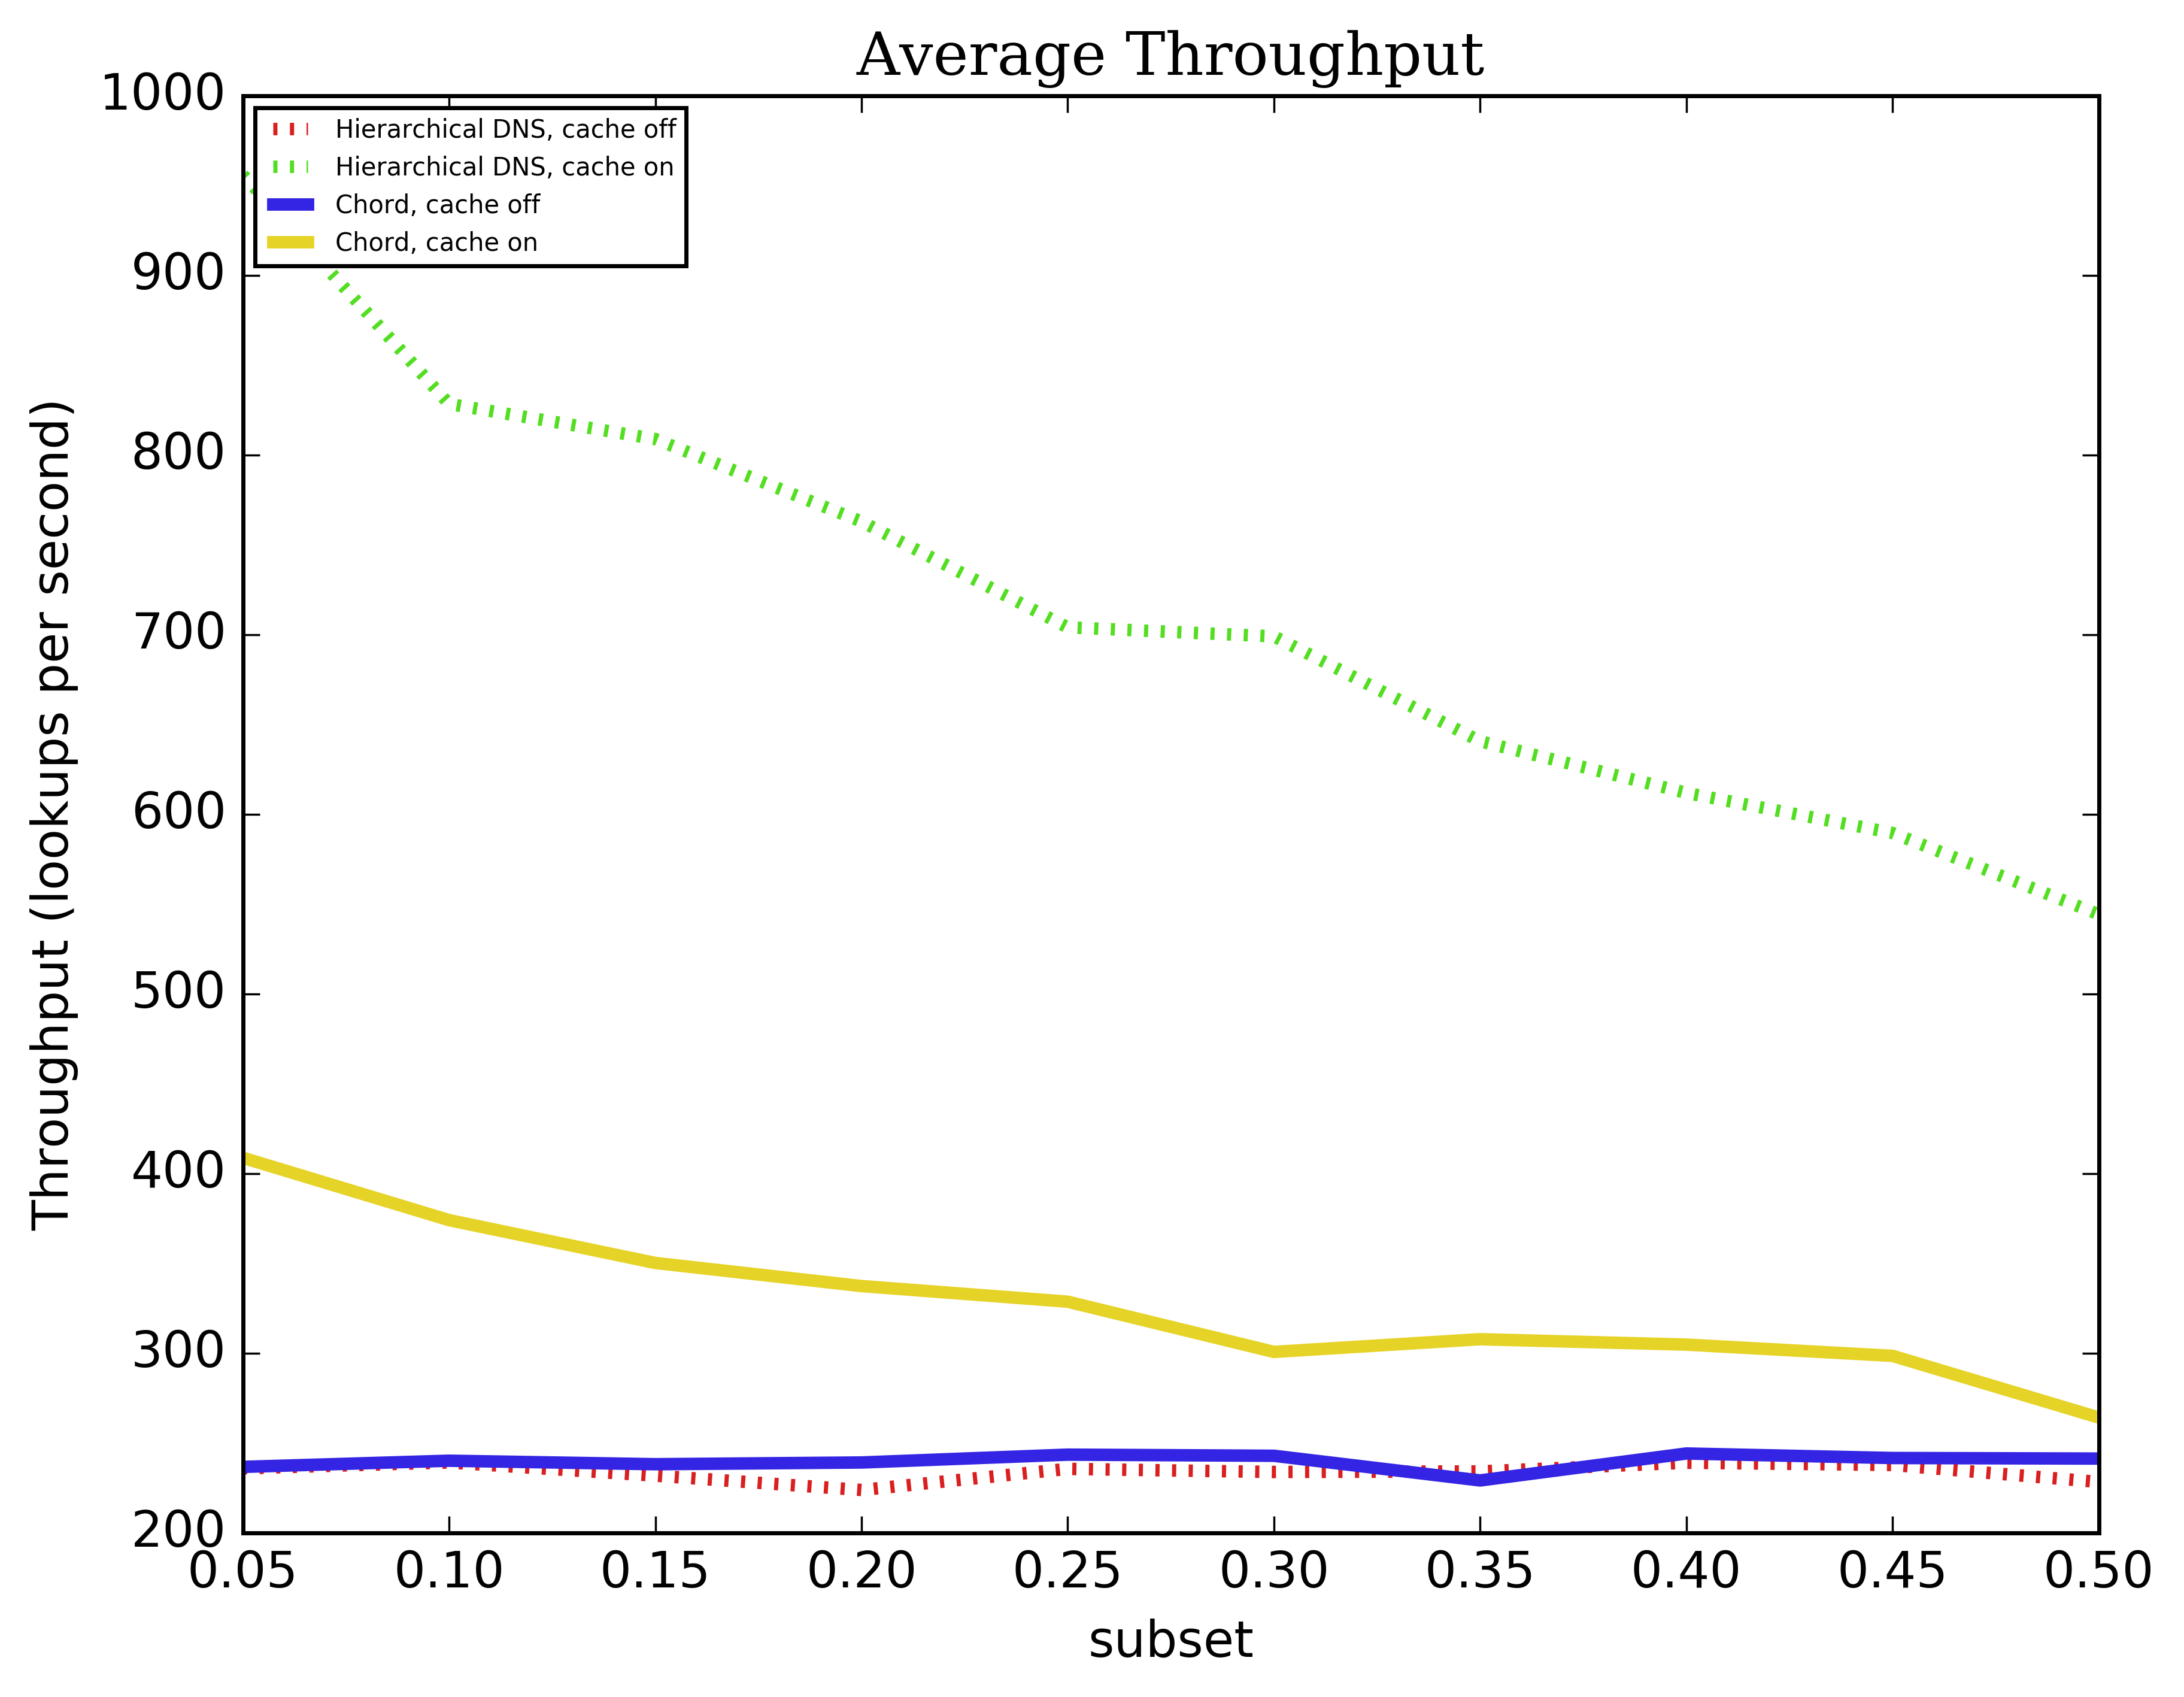 Average Throughput
1000
900
800
700
600
500
400
300
200
Throughput (lookups per second)
Hierarchical DNS, cache off
Hierarchical DNS, cache on
Chord, cache off
Chord, cache on
0.05 0.10 0.15 0.20 0.25 0.30 0.35 0.40 0.45 0.50
subset